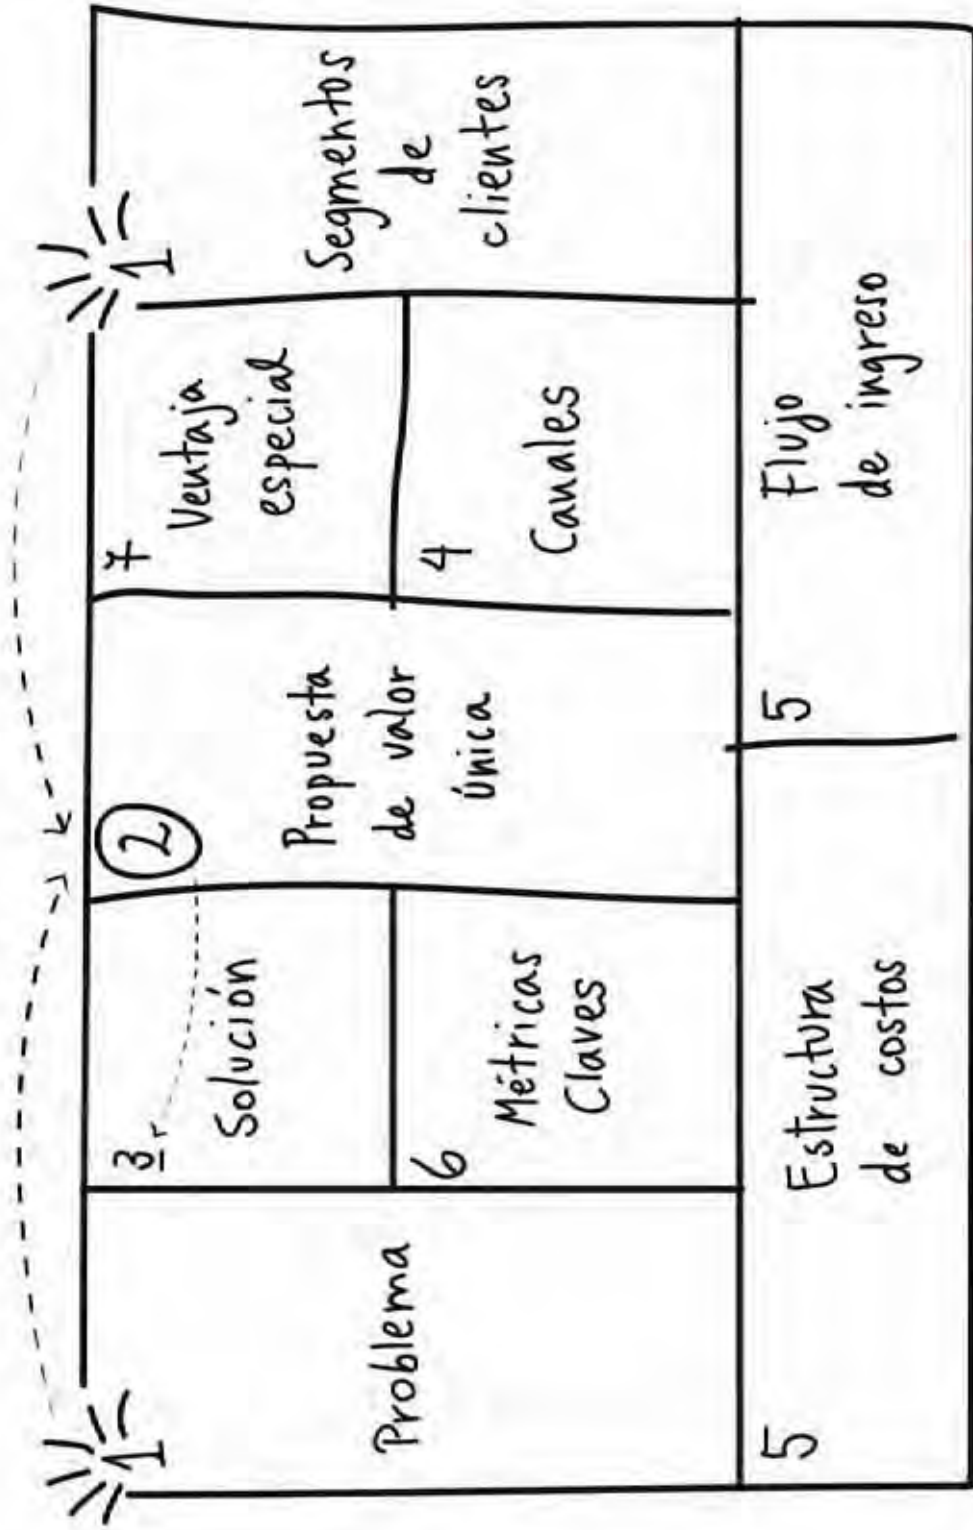 1
Problema
3
Solución
6
Métricas
Claves
2
Propuesta
de valor
única
7
Ventaja
especial
4
Canales
1
Segmentos
de
clientes
5
Estructura
de costos
5
Flujo
de ingreso